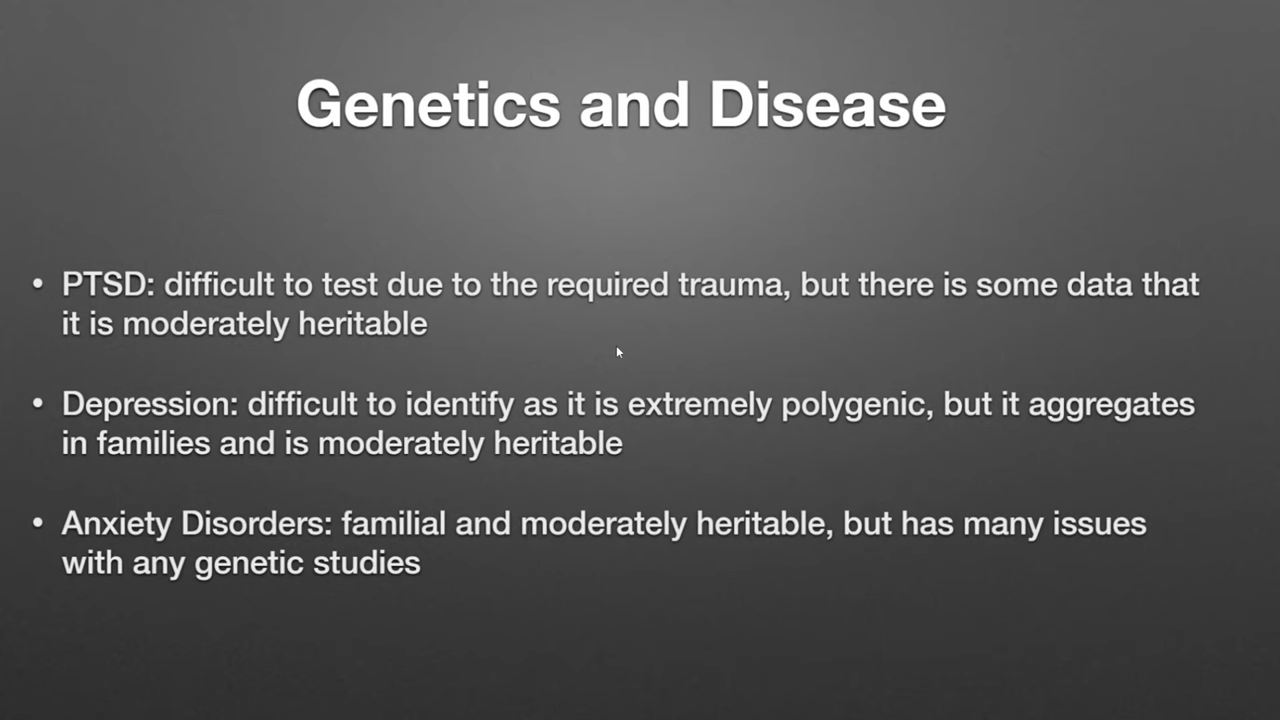 Genetics and Disease
• PTSD: difficult to test due to the required trauma, but there is some data that
it is moderately heritable
• Depression: difficult to identify as it is extremely polygenic, but it aggregates
in families and is moderately heritable
• Anxiety Disorders: familial and moderately heritable, but has many issues
with any genetic studies